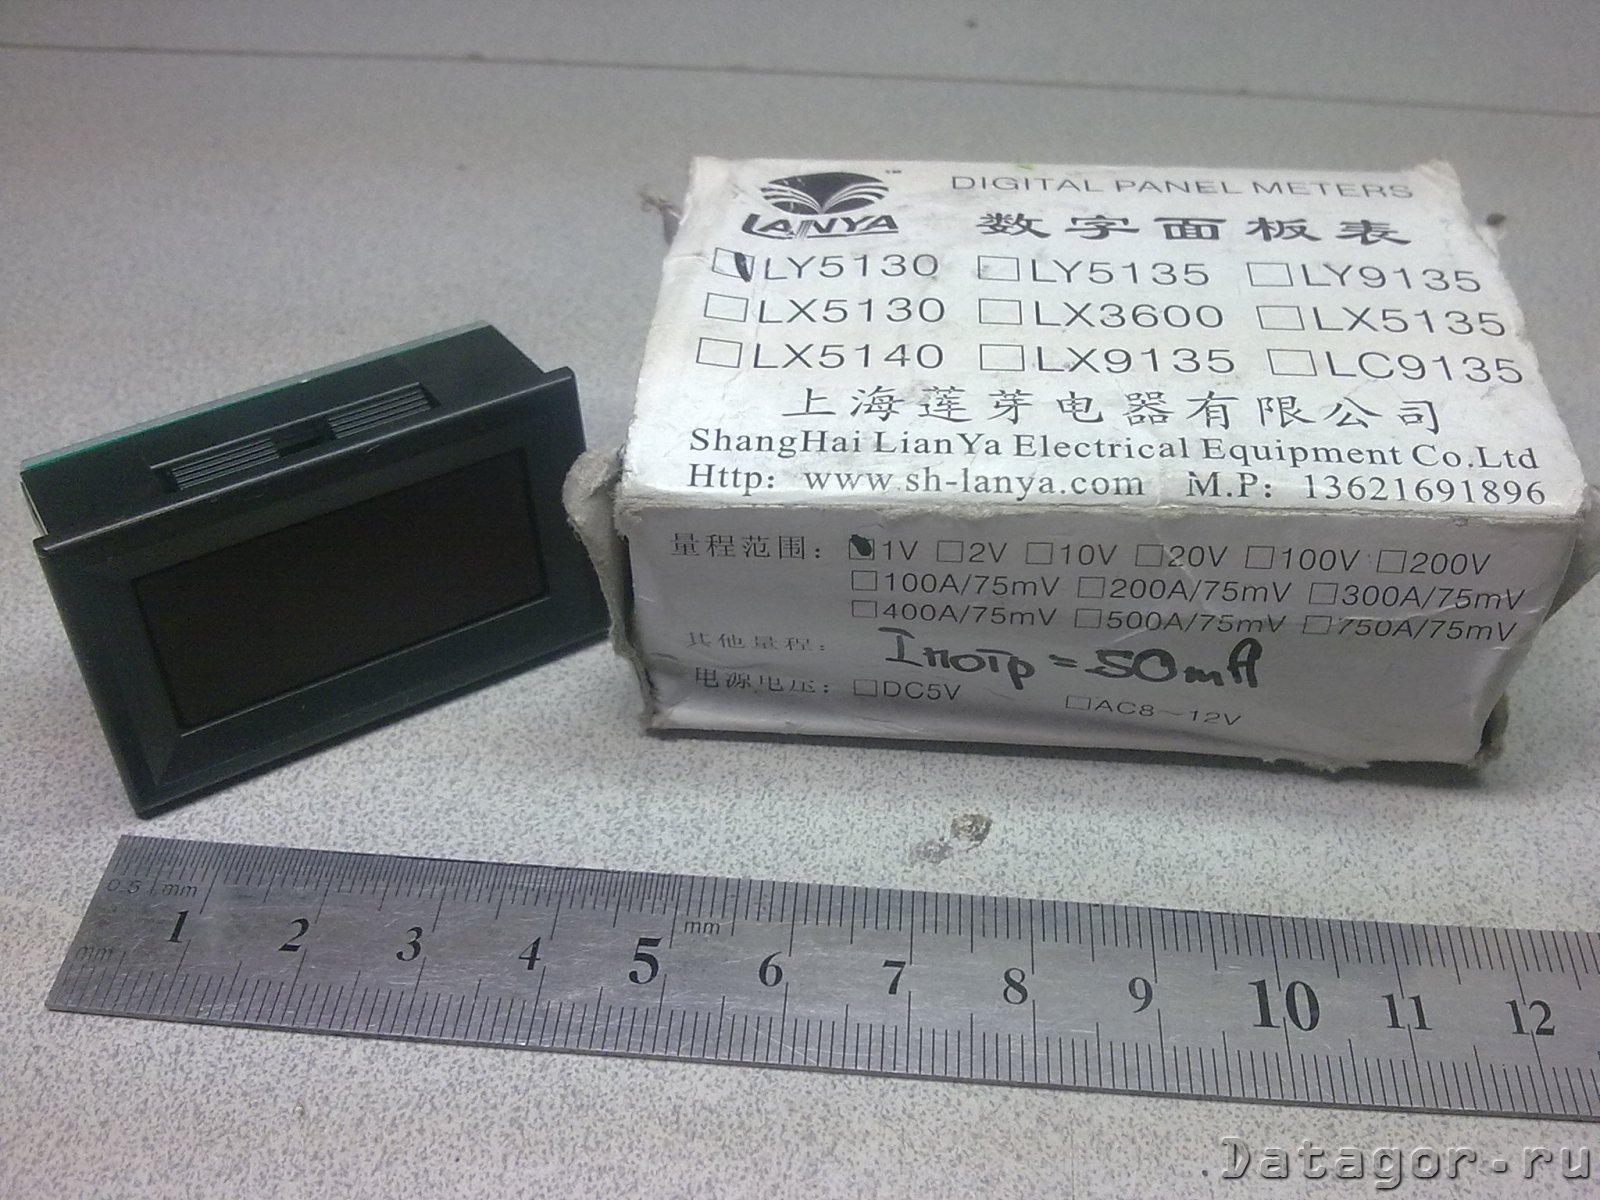 DIGITAL PANEL METERS
LANYA™ 数字面板表
LY5130 LY5135 LY9135
LX5130 LX3600 LX5135
LX5140 LX9135 LC9135
上海莲芽电器有限公司
ShangHai LianYa Electrical Equipment Co.Ltd
Http: www.sh-lanya.com M.P: 13621691896
量程范围: 1V 2V 10V 20V 100V 200V
100A/75mV 200A/75mV 300A/75mV
400A/75mV 500A/75mV 750A/75mV
其他量程: Iпотр = 50mA
电源电压: DC5V AC8~12V
0.5 mm
1 2 3 4 5 mm 6 7 8 9 10 11 12
mm
Datagor.ru